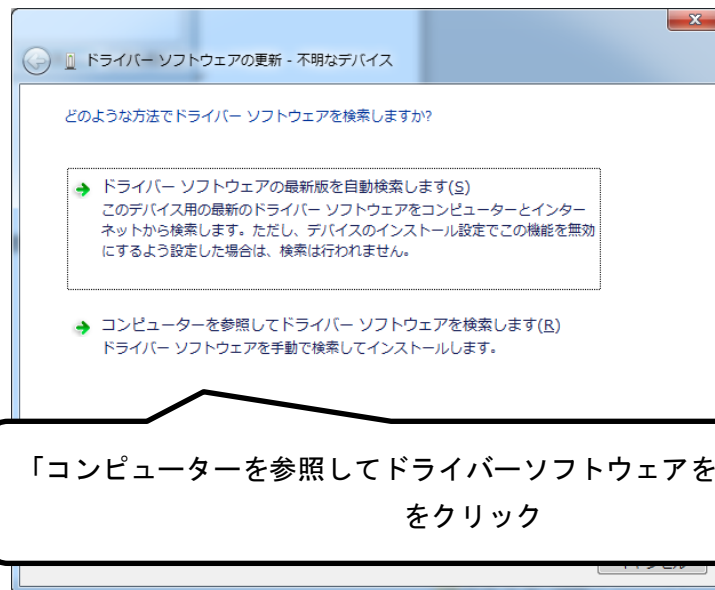 ドライバー ソフトウェアの更新 - 不明なデバイス
どのような方法でドライバー ソフトウェアを検索しますか?
ドライバー ソフトウェアの最新版を自動検索します(S)
このデバイス用の最新のドライバー ソフトウェアをコンピューターとインター
ネットから検索します。ただし、デバイスのインストール設定でこの機能を無効
にするよう設定した場合は、検索は行われません。
コンピューターを参照してドライバー ソフトウェアを検索します(R)
ドライバー ソフトウェアを手動で検索してインストールします。
「コンピューターを参照してドライバーソフトウェアを
をクリック